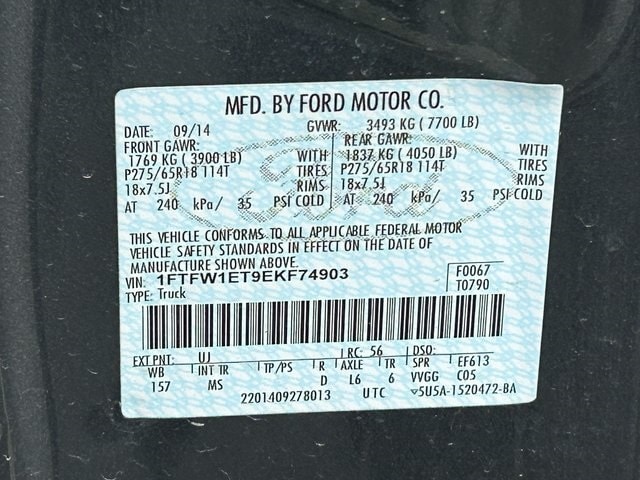 MFD. BY FORD MOTOR CO.
DATE: 09/14 GVWR: 3493 KG ( 7700 LB)
FRONT GAWR: REAR GAWR:
1769 KG ( 3900 LB) WITH 1837 KG ( 4050 LB) WITH
P275/65R18 114T TIRES P275/65R18 114T TIRES
18x7.5J RIMS 18x7.5J RIMS
AT 240 kPa/ 35 PSI COLD AT 240 kPa/ 35 PSI COLD
THIS VEHICLE CONFORMS TO ALL APPLICABLE FEDERAL MOTOR
VEHICLE SAFETY STANDARDS IN EFFECT ON THE DATE OF
MANUFACTURE SHOWN ABOVE.
VIN: 1FTFW1ET9EKF74903 F0067
TYPE: Truck T0790
EXT PNT: UJ RC: 56 DSO:
WB INT TR TP/PS R AXLE TR SPR EF613
157 MS D L6 6 VVGG C05
2201409278013 UTC ▽5U5A-1520472-BA
Ford